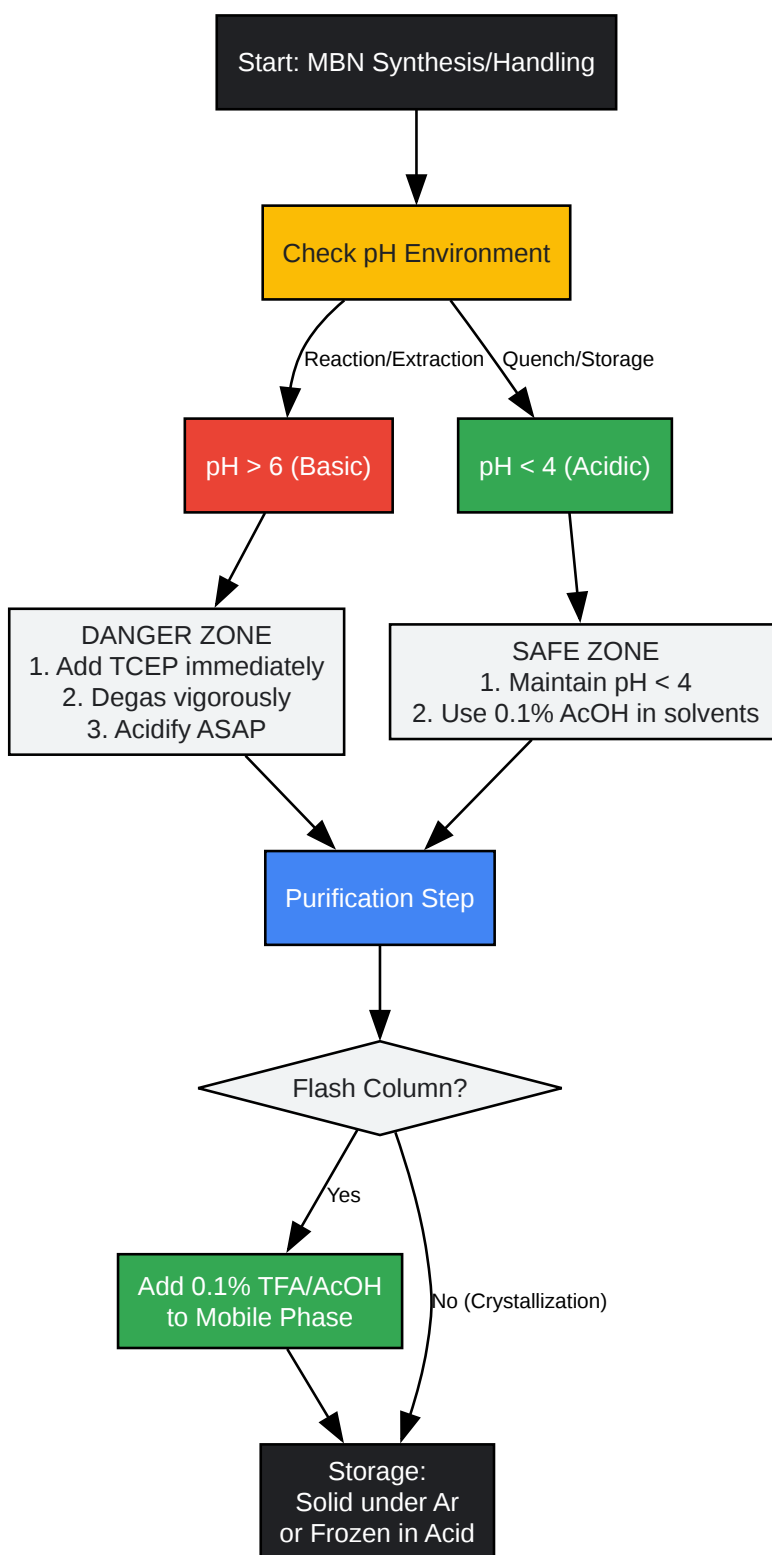 Start: MBN Synthesis/Handling
Check pH Environment
Reaction/Extraction
Quench/Storage
pH > 6 (Basic)
pH < 4 (Acidic)
DANGER ZONE
1. Add TCEP immediately
2. Degas vigorously
3. Acidify ASAP
SAFE ZONE
1. Maintain pH < 4
2. Use 0.1% AcOH in solvents
Purification Step
Flash Column?
Yes
No (Crystallization)
Add 0.1% TFA/AcOH
to Mobile Phase
Storage:
Solid under Ar
or Frozen in Acid